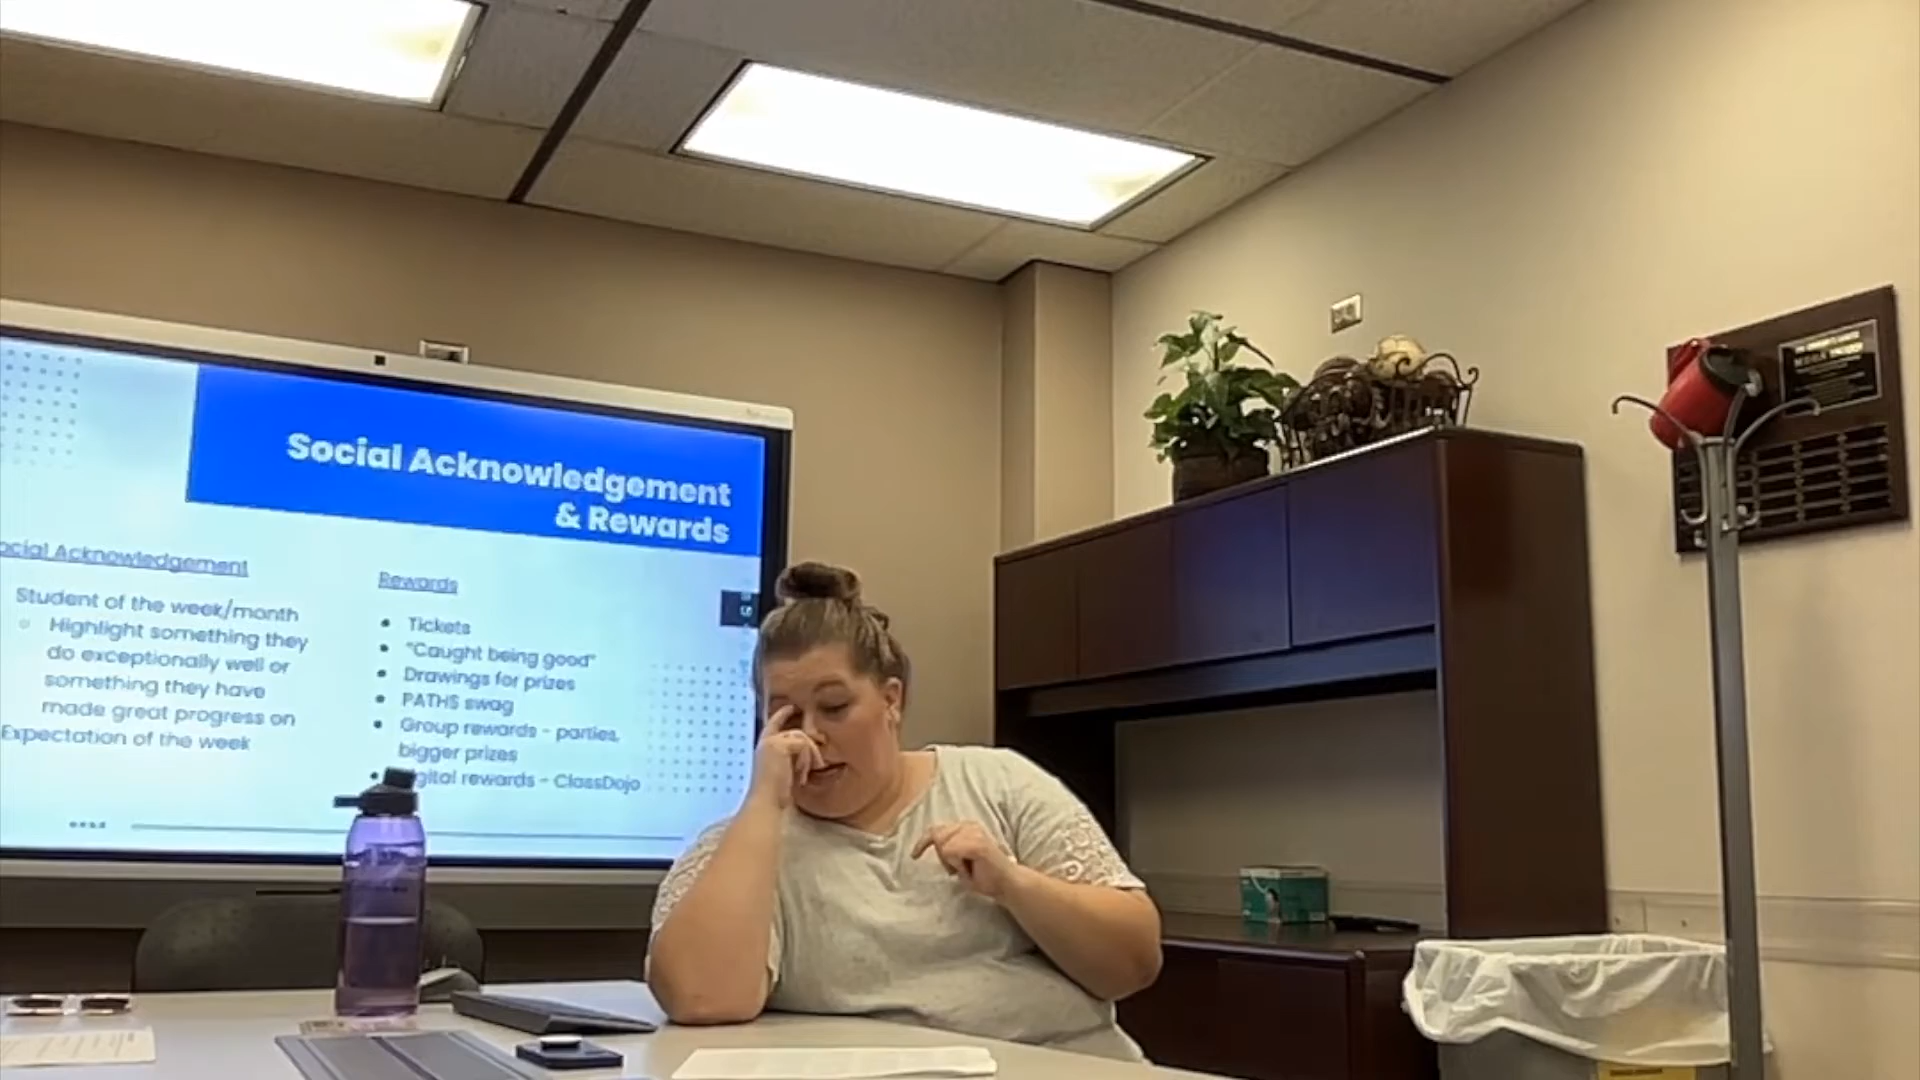 Social Acknowledgement
& Rewards
ocial Acknowledgement
Student of the week/month
Highlight something they
do exceptionally well or
something they have
made great progress on
Expectation of the week
Rewards
Tickets
"Caught being good"
Drawings for prizes
PATHS swag
Group rewards - parties,
bigger prizes
igital rewards - ClassDojo